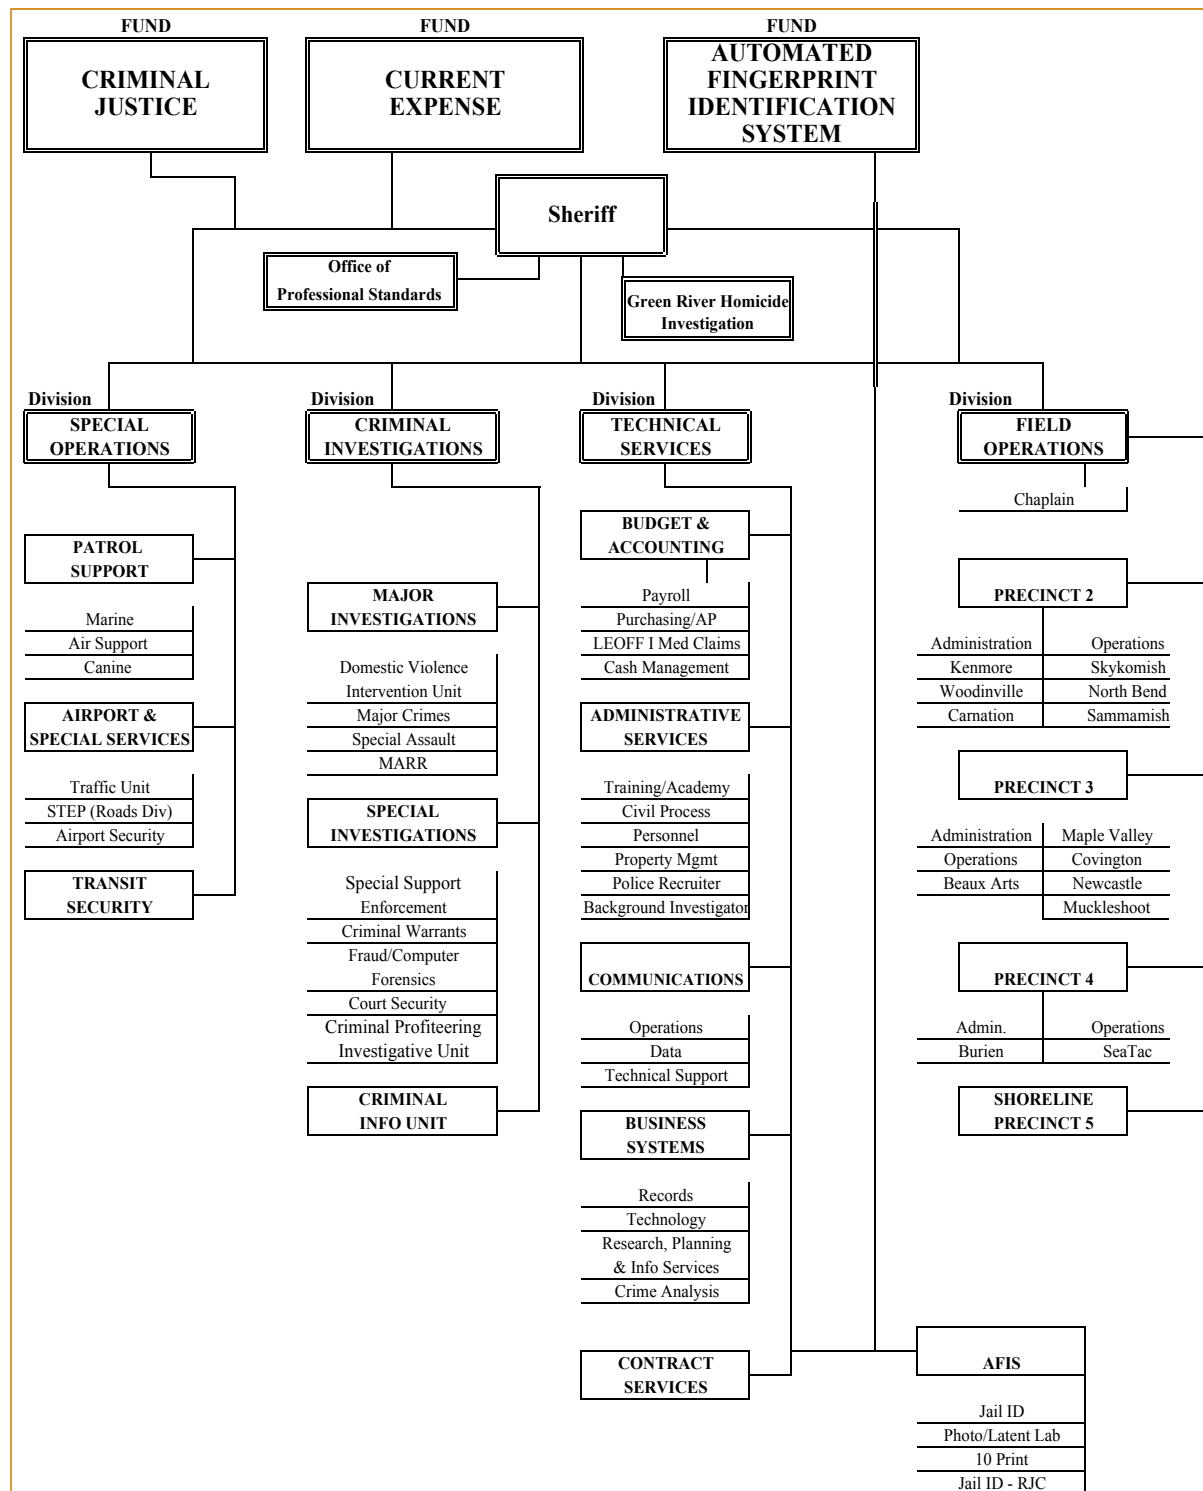 FUND
CRIMINAL
JUSTICE
FUND
CURRENT
EXPENSE
FUND
AUTOMATED
FINGERPRINT
IDENTIFICATION
SYSTEM
Sheriff
Office of
Professional Standards
Green River Homicide
Investigation
Division
SPECIAL
OPERATIONS
PATROL
SUPPORT
Marine
Air Support
Canine
AIRPORT &
SPECIAL SERVICES
Traffic Unit
STEP (Roads Div)
Airport Security
TRANSIT
SECURITY
Division
CRIMINAL
INVESTIGATIONS
MAJOR
INVESTIGATIONS
Domestic Violence
Intervention Unit
Major Crimes
Special Assault
MARR
SPECIAL
INVESTIGATIONS
Special Support
Enforcement
Criminal Warrants
Fraud/Computer
Forensics
Court Security
Criminal Profiteering
Investigative Unit
CRIMINAL
INFO UNIT
Division
TECHNICAL
SERVICES
BUDGET &
ACCOUNTING
Payroll
Purchasing/AP
LEOFF I Med Claims
Cash Management
ADMINISTRATIVE
SERVICES
Training/Academy
Civil Process
Personnel
Property Mgmt
Police Recruiter
Background Investigator
COMMUNICATIONS
Operations
Data
Technical Support
BUSINESS
SYSTEMS
Records
Technology
Research, Planning
& Info Services
Crime Analysis
CONTRACT
SERVICES
Division
FIELD
OPERATIONS
Chaplain
PRECINCT 2
Administration
Kenmore
Woodinville
Carnation
Operations
Skykomish
North Bend
Sammamish
PRECINCT 3
Administration
Operations
Beaux Arts
Maple Valley
Covington
Newcastle
Muckleshoot
PRECINCT 4
Admin.
Burien
Operations
SeaTac
SHORELINE
PRECINCT 5
AFIS
Jail ID
Photo/Latent Lab
10 Print
Jail ID - RJC